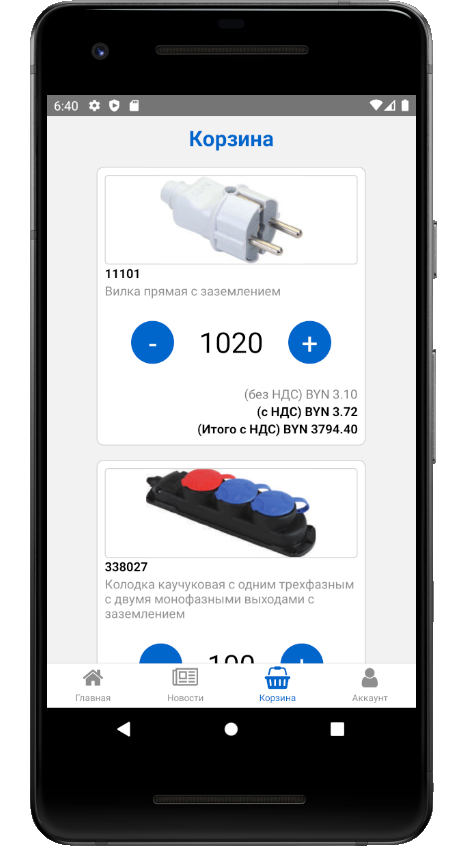 6:40
Корзина
11101
Вилка прямая с заземлением
- 1020 +
(без НДС) BYN 3.10
(с НДС) BYN 3.72
(Итого с НДС) BYN 3794.40
338027
Колодка каучуковая с одним трехфазным
с двумя монофазными выходами с
заземлением
Главная Новости Корзина Аккаунт